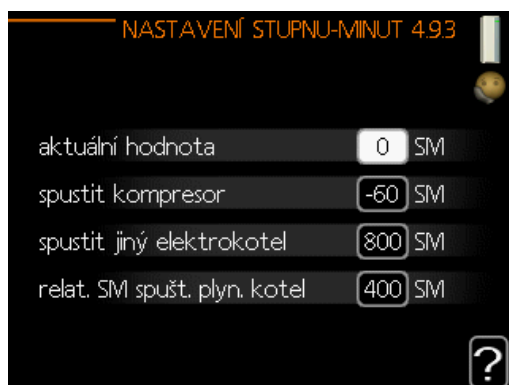 NASTAVENÍ STUPNU-MINUT 4.9.3
aktuální hodnota 0 SM
spustit kompresor -60 SM
spustit jiný elektrokotel 800 SM
relat. SM spušt. plyn. kotel 400 SM
?